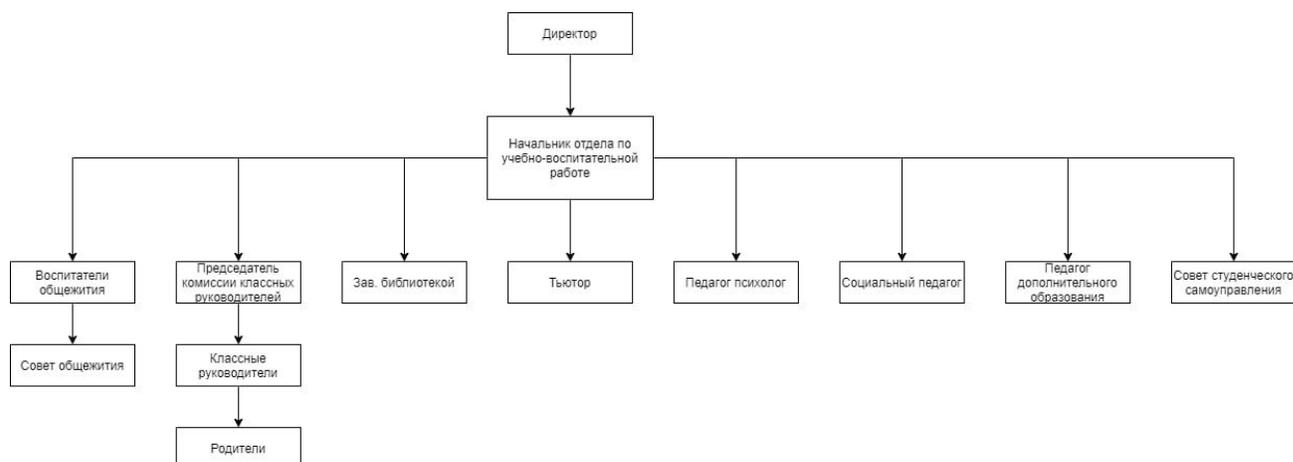 Директор
Начальник отдела по
учебно-воспитательной
работе
Воспитатели
общежития
Председатель
комиссии классных
руководителей
Зав. библиотекой
Тьютор
Педагог психолог
Социальный педагог
Педагог
дополнительного
образования
Совет студенческого
самоуправления
Совет общежития
Классные
руководители
Родители